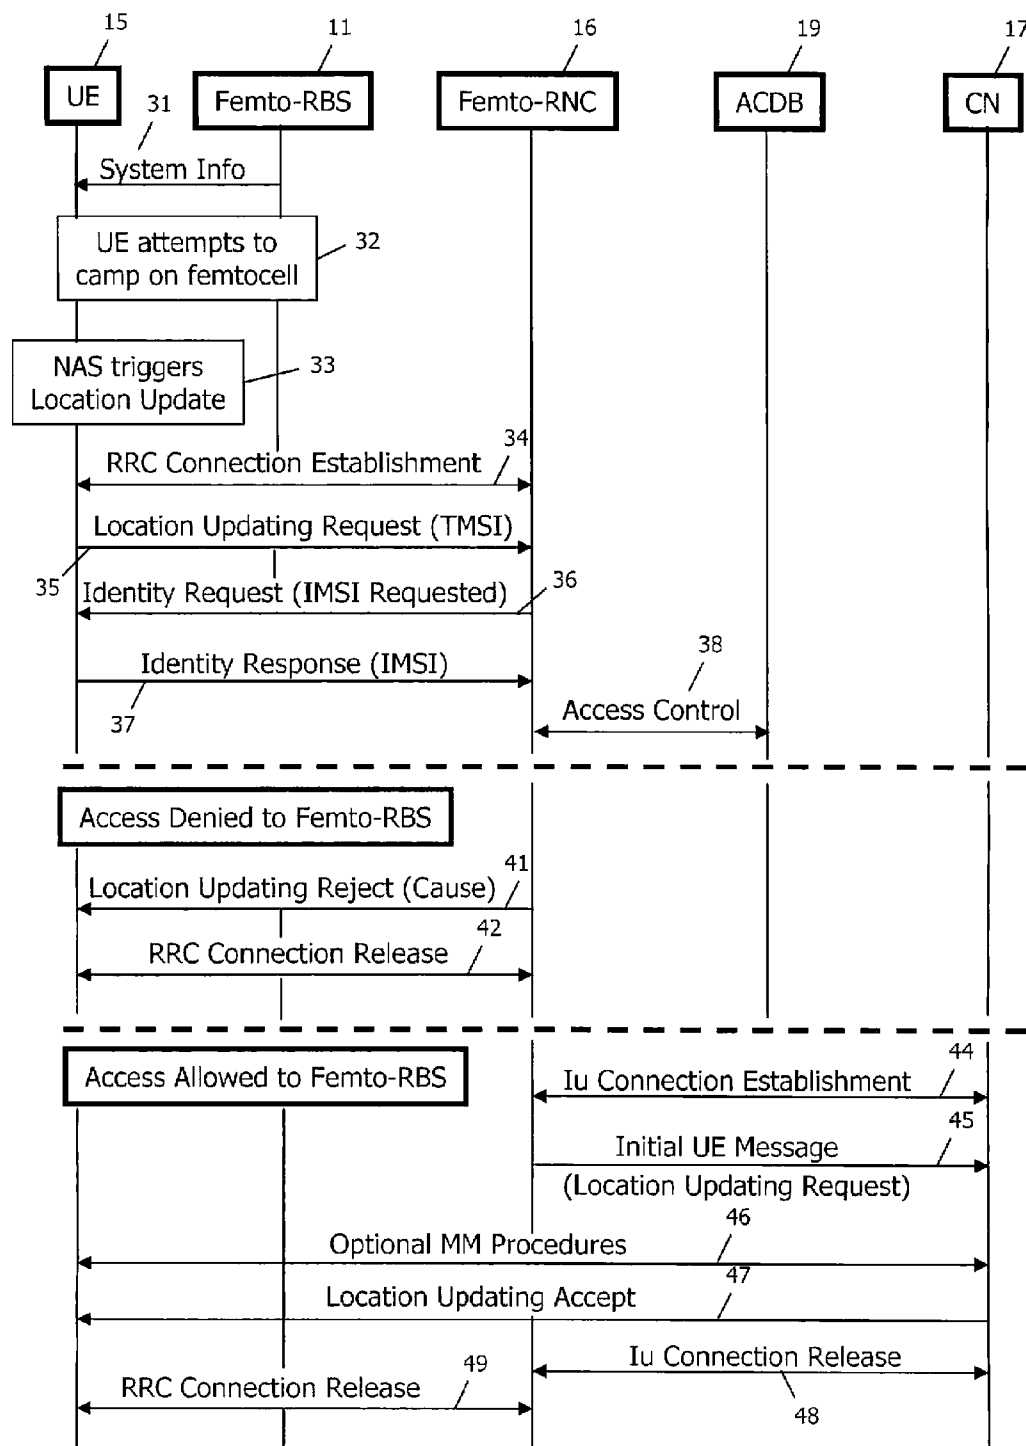 15
11
16
19
17
UE
Femto-RBS
Femto-RNC
ACDB
CN
31
System Info
UE attempts to
camp on femtocell
32
NAS triggers
Location Update
33
34
RRC Connection Establishment
Location Updating Request (TMSI)
35
Identity Request (IMSI Requested)
36
Identity Response (IMSI)
37
38
Access Control
Access Denied to Femto-RBS
Location Updating Reject (Cause)
41
RRC Connection Release
42
Access Allowed to Femto-RBS
44
Iu Connection Establishment
45
Initial UE Message
(Location Updating Request)
46
Optional MM Procedures
47
Location Updating Accept
Iu Connection Release
48
49
RRC Connection Release